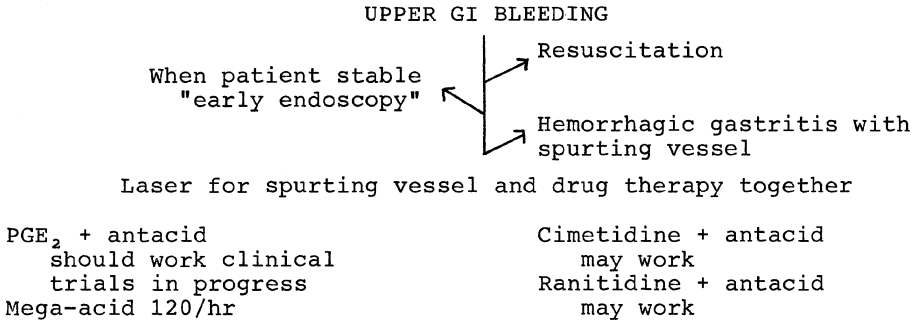 UPPER GI BLEEDING
Resuscitation
When patient stable
"early endoscopy"
Hemorrhagic gastritis with
spurting vessel
Laser for spurting vessel and drug therapy together
PGE₂ + antacid
should work clinical
trials in progress
Mega-acid 120/hr
Cimetidine + antacid
may work
Ranitidine + antacid
may work